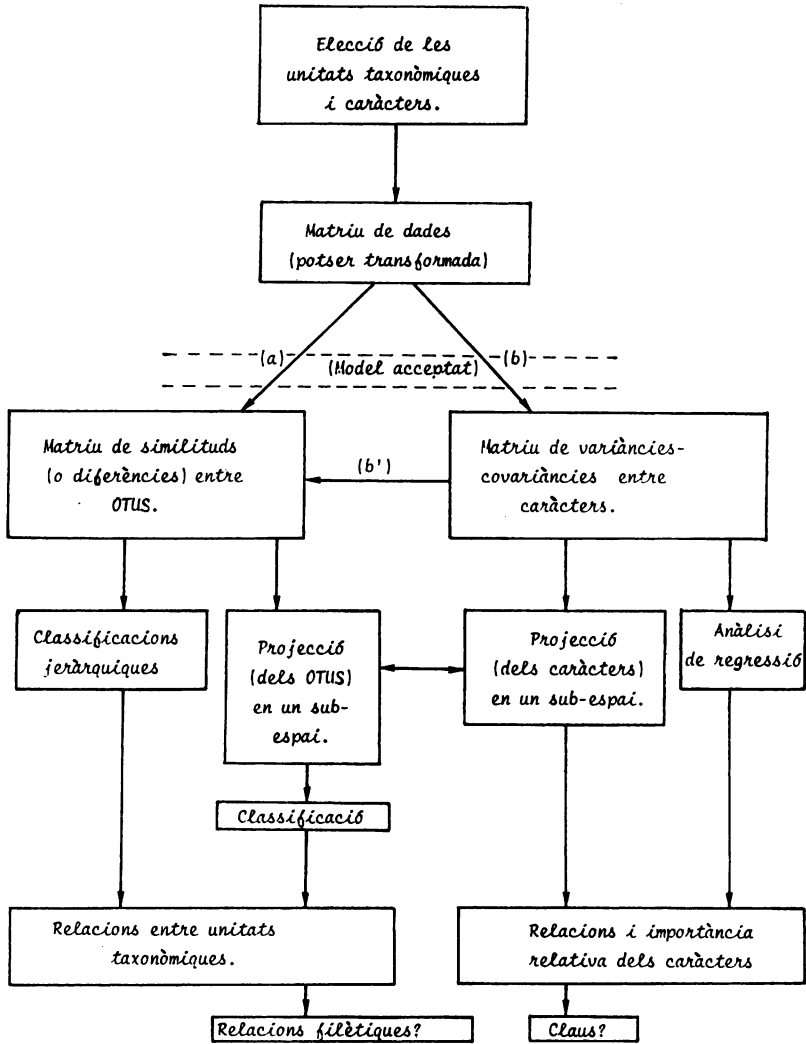 Elecció de les
unitats taxonòmiques
i caràcters.
Matriu de dades
(potser transformada)
(a)
(Model acceptat)
(b)
Matriu de similituds
(o diferències) entre
OTUS.
(b')
Matriu de variàncies-
covariàncies entre
caràcters.
Classificacions
jeràrquiques
Projecció
(dels OTUS)
en un sub-
espai.
Projecció
(dels caràcters)
en un sub-espai.
Anàlisi
de regressió
Classificació
Relacions entre unitats
taxonòmiques.
Relacions i importància
relativa dels caràcters
Relacions filètiques?
Claus?